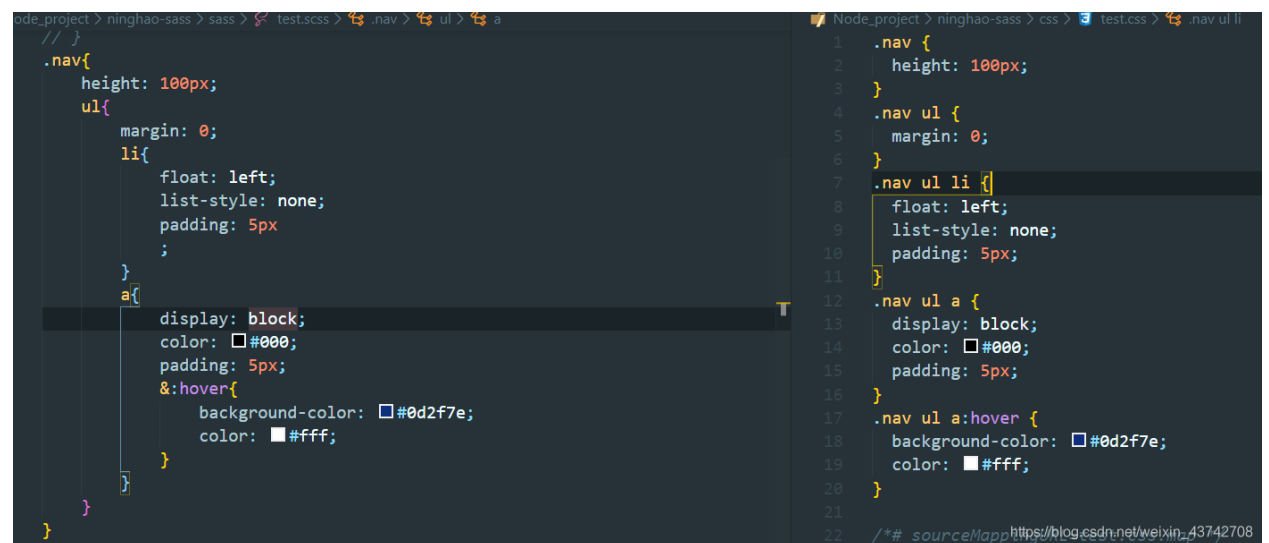 ode_project > ninghao-sass > sass > test.scss > .nav > ul > a
// }
.nav{
    height: 100px;
    ul{
        margin: 0;
        li{
            float: left;
            list-style: none;
            padding: 5px
            ;
        }
        a{
            display: block;
            color: #000;
            padding: 5px;
            &:hover{
                background-color: #0d2f7e;
                color: #fff;
            }
        }
    }
}
Node_project > ninghao-sass > css > test.css > .nav ul li
1 .nav {
2   height: 100px;
3 }
4 .nav ul {
5   margin: 0;
6 }
7 .nav ul li {
8   float: left;
9   list-style: none;
10   padding: 5px;
11 }
12 .nav ul a {
13   display: block;
14   color: #000;
15   padding: 5px;
16 }
17 .nav ul a:hover {
18   background-color: #0d2f7e;
19   color: #fff;
20 }
21
22 /*# sourceMapp
https://blog.csdn.net/weixin_43742708